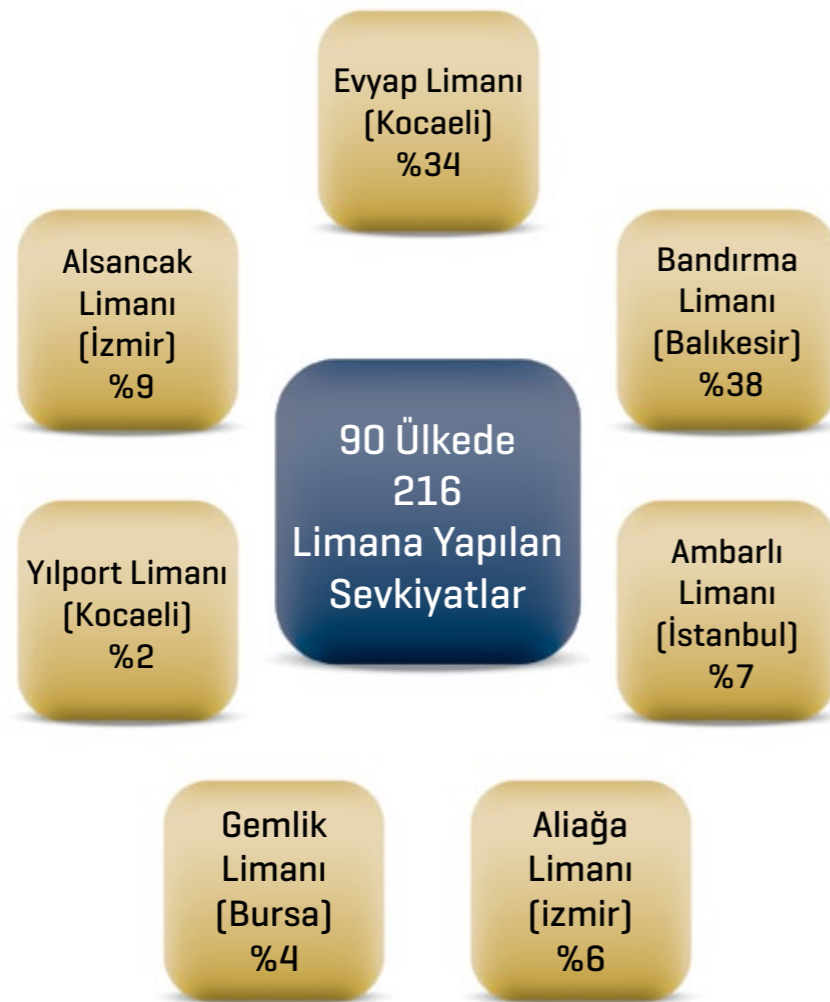 Evyap Limanı
(Kocaeli)
%34
Alsancak
Limanı
(İzmir)
%9
Bandırma
Limanı
(Balıkesir)
%38
90 Ülkede
216
Limana Yapılan
Sevkiyatlar
Yılport Limanı
(Kocaeli)
%2
Ambarlı
Limanı
(İstanbul)
%7
Gemlik
Limanı
(Bursa)
%4
Aliağa
Limanı
(izmir)
%6